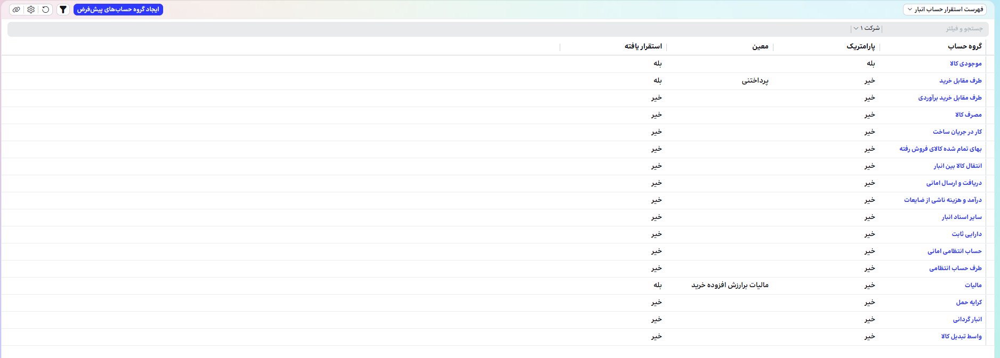 فهرست استقرار حساب انبار ایجاد گروه حساب‌های پیش‌فرض
جستجو و فیلتر شرکت ۱
گروه حساب پارامتریک معین استقرار یافته
موجودی کالا بله بله
طرف مقابل خرید خیر پرداختنی بله
طرف مقابل خرید برآوردی خیر خیر
مصرف کالا خیر خیر
کار در جریان ساخت خیر خیر
بهای تمام شده کالای فروش رفته خیر خیر
انتقال کالا بین انبار خیر خیر
دریافت و ارسال امانی خیر خیر
درآمد و هزینه ناشی از ضایعات خیر خیر
سایر اسناد انبار خیر خیر
دارایی ثابت خیر خیر
حساب انتظامی امانی خیر خیر
طرف حساب انتظامی خیر خیر
مالیات خیر مالیات برارزش افزوده خرید بله
کرایه حمل خیر خیر
انبار گردانی خیر خیر
واسط تبدیل کالا خیر خیر